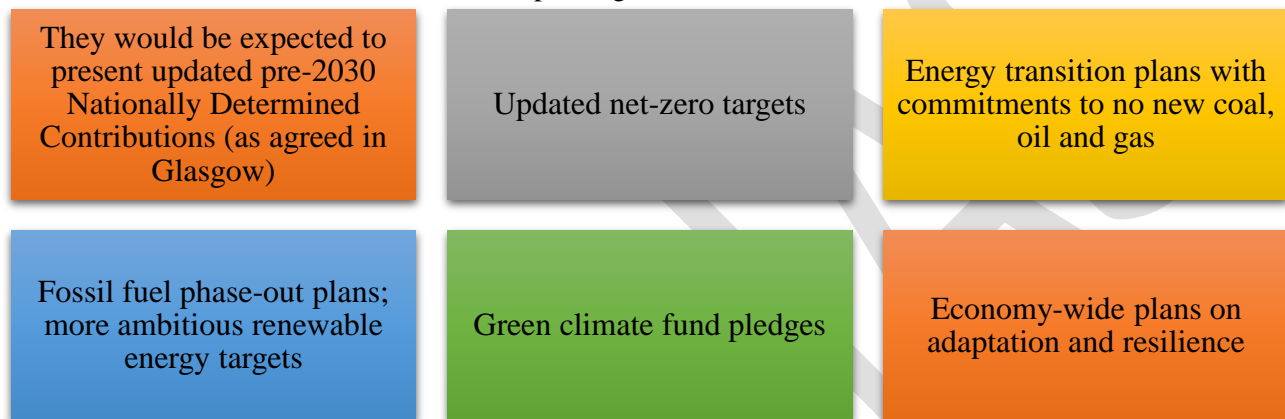 They would be expected to
present updated pre-2030
Nationally Determined
Contributions (as agreed in
Glasgow)
Updated net-zero targets
Energy transition plans with
commitments to no new coal,
oil and gas
Fossil fuel phase-out plans;
more ambitious renewable
energy targets
Green climate fund pledges
Economy-wide plans on
adaptation and resilience